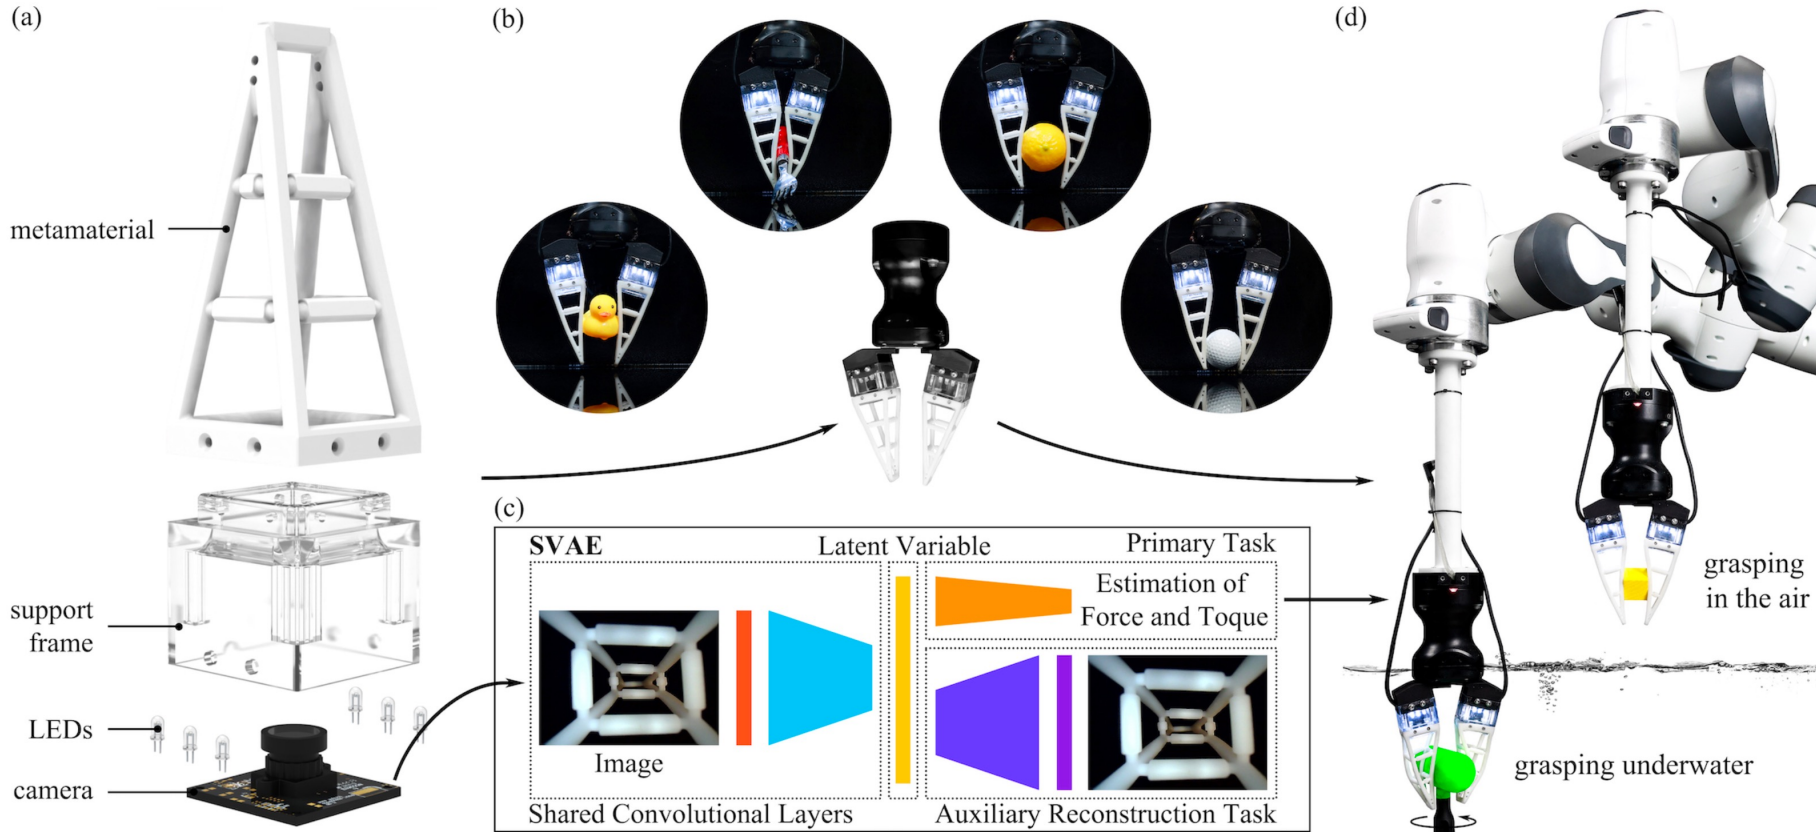 (a)
metamaterial
support
frame
LEDs
camera
(b)
(c)
SVAE
Latent Variable
Primary Task
Estimation of
Force and Toque
Image
Shared Convolutional Layers
Auxiliary Reconstruction Task
(d)
grasping
in the air
grasping underwater